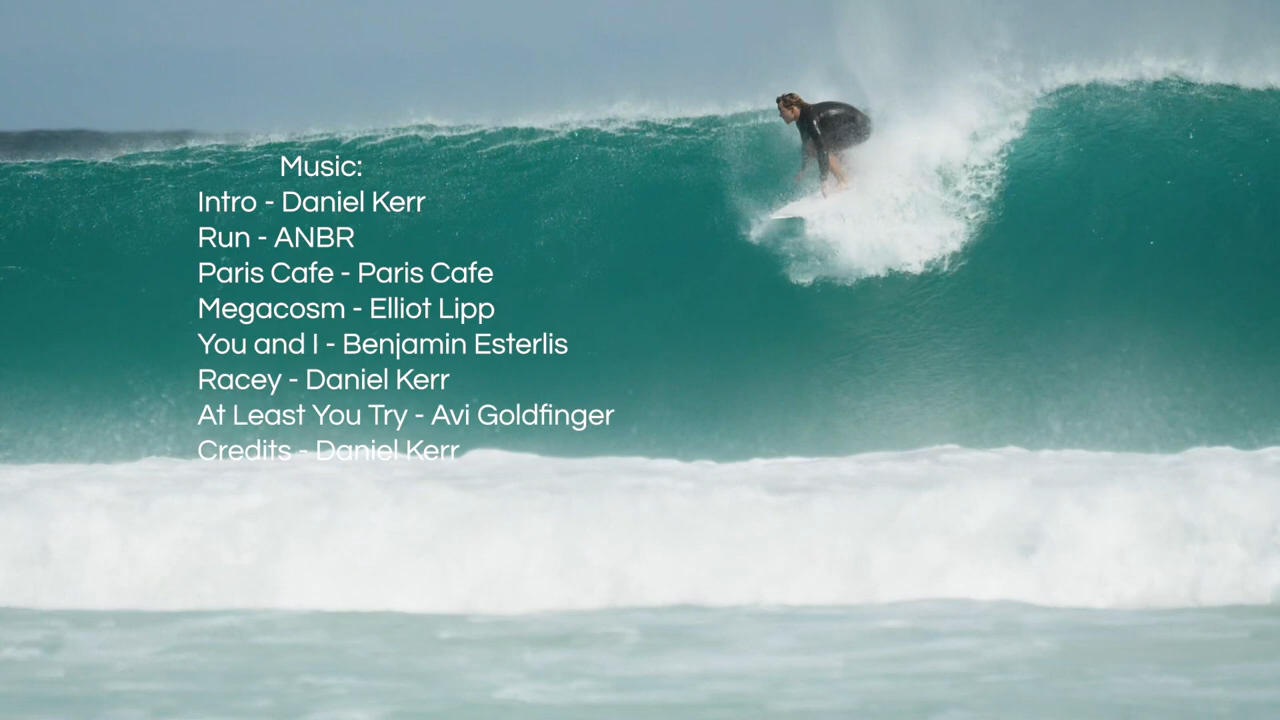 Music:
Intro - Daniel Kerr
Run - ANBR
Paris Cafe - Paris Cafe
Megacosm - Elliot Lipp
You and I - Benjamin Esterlis
Racey - Daniel Kerr
At Least You Try - Avi Goldfinger
Credits - Daniel Kerr